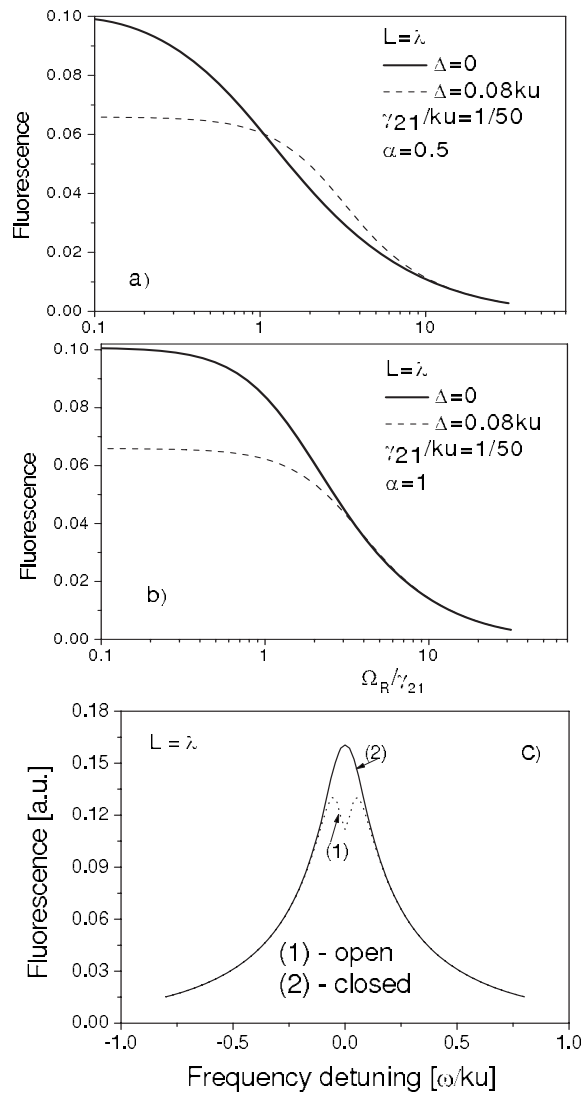 0.10
0.08
0.06
0.04
0.02
0.00
Fluorescence
L=λ
Δ=0
Δ=0.08ku
γ21/ku=1/50
α=0.5
a)
0.1
1
10
0.10
0.08
0.06
0.04
0.02
0.00
Fluorescence
L=λ
Δ=0
Δ=0.08ku
γ21/ku=1/50
α=1
b)
0.1
1
10
Ω_R/γ21
0.18
0.15
0.12
0.09
0.06
0.03
0.00
Fluorescence [a.u.]
L = λ
(2)
C)
(1)
(1) - open
(2) - closed
-1.0
-0.5
0.0
0.5
1.0
Frequency detuning [ω/ku]